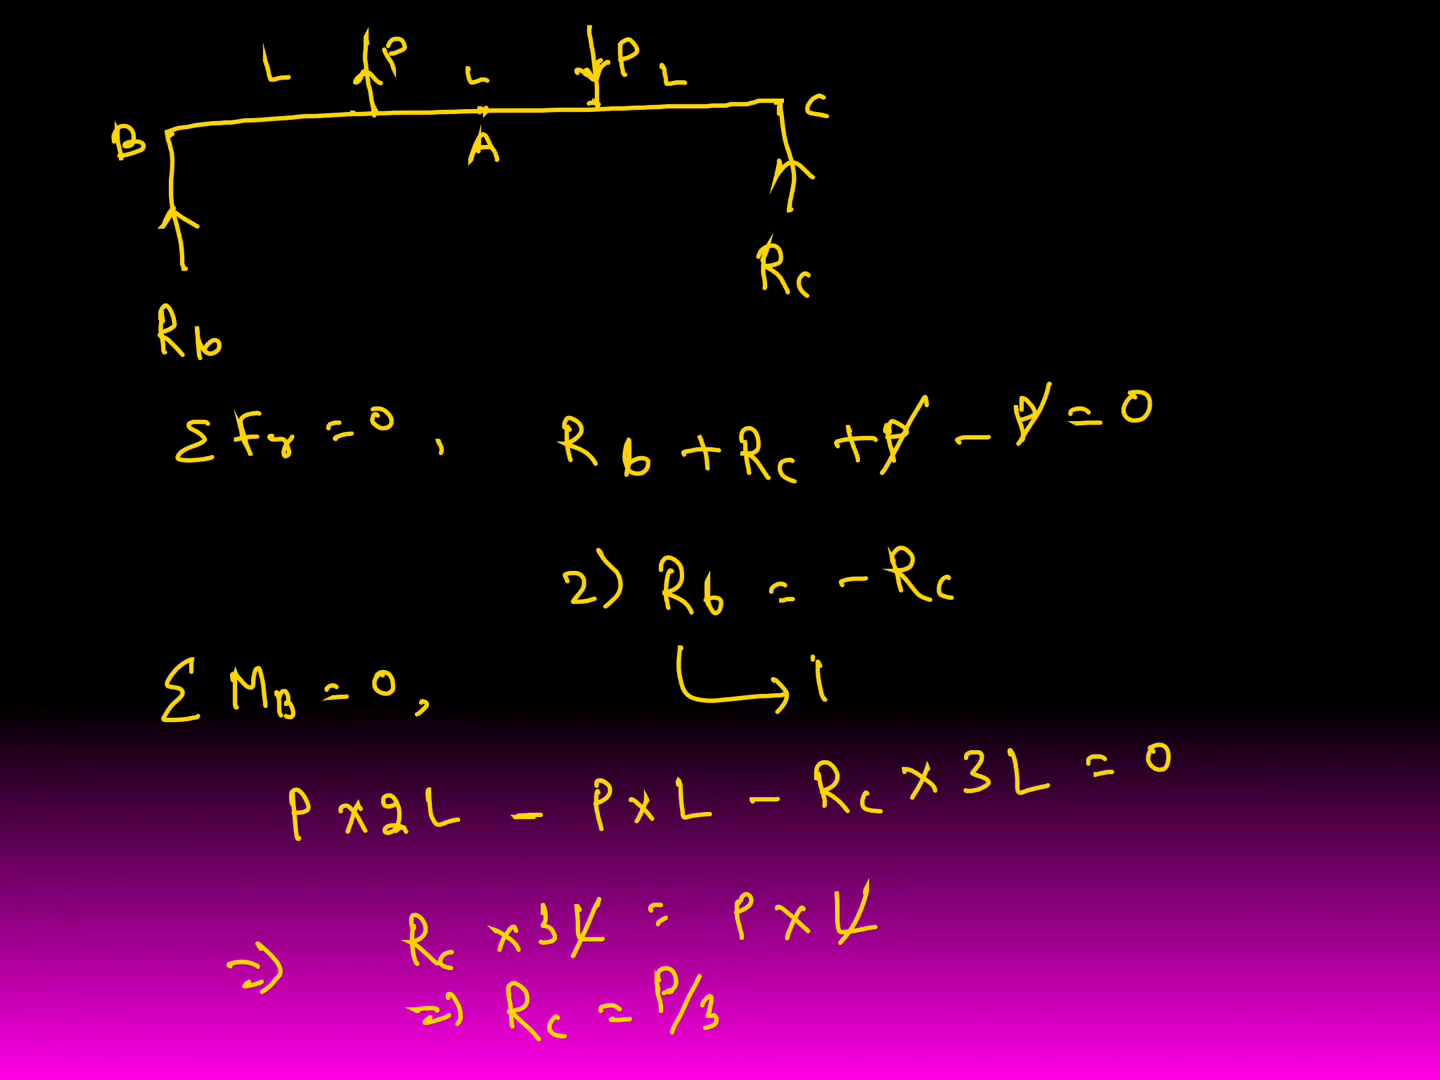 L P L P L
B A C
Rc
Rb
ΣFy = 0, Rb + Rc + P - P = 0
2) Rb = -Rc
ΣMB = 0, i
P x 2L - P x L - Rc x 3L = 0
=> Rc x 3L = P x L
=> Rc = P/3